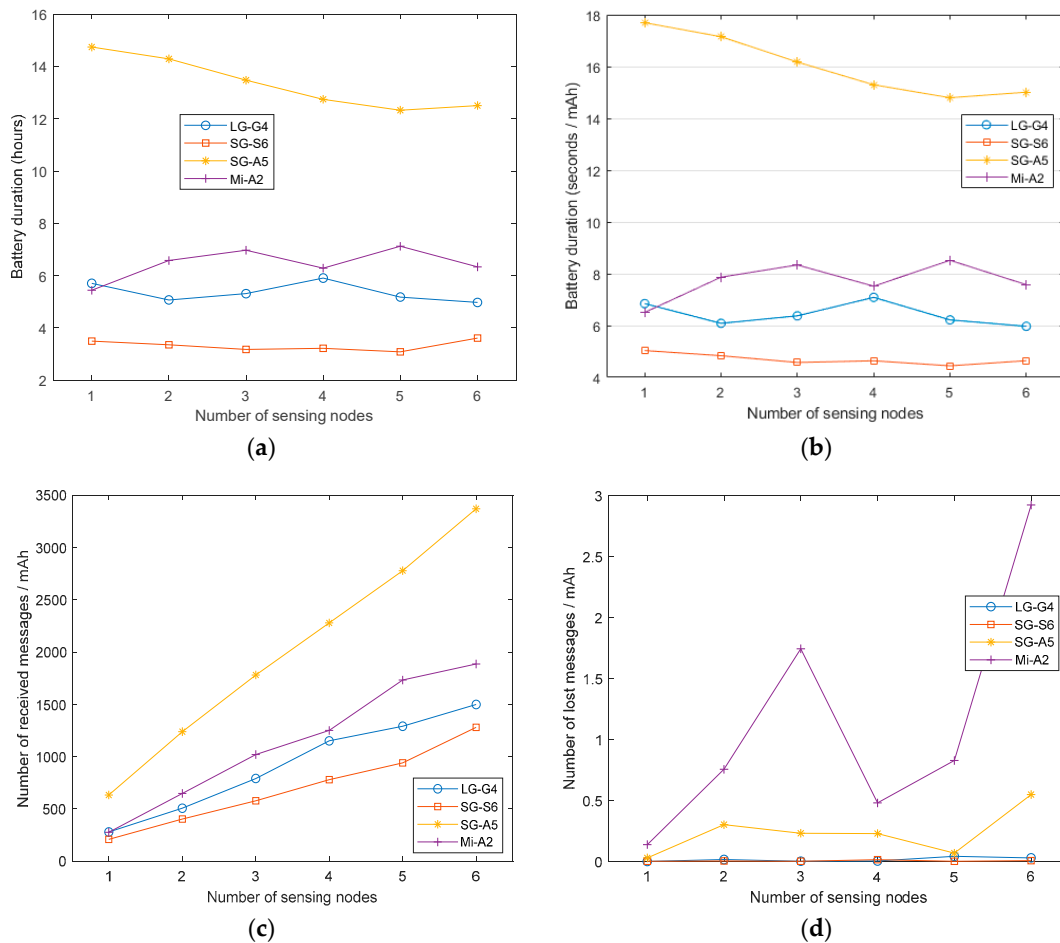 16
14
12
10
8
6
4
2
Battery duration (hours)
LG-G4
SG-S6
SG-A5
Mi-A2
1 2 3 4 5 6
Number of sensing nodes
(a)
18
16
14
12
10
8
6
4
Battery duration (seconds / mAh)
LG-G4
SG-S6
SG-A5
Mi-A2
1 2 3 4 5 6
Number of sensing nodes
(b)
3500
3000
2500
2000
1500
1000
500
0
Number of received messages / mAh
LG-G4
SG-S6
SG-A5
Mi-A2
1 2 3 4 5 6
Number of sensing nodes
(c)
3
2.5
2
1.5
1
0.5
0
Number of lost messages / mAh
LG-G4
SG-S6
SG-A5
Mi-A2
1 2 3 4 5 6
Number of sensing nodes
(d)